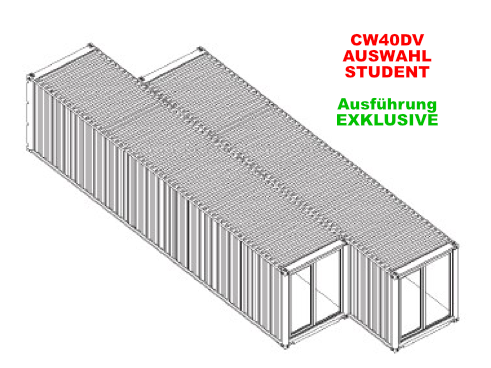 CW40DV
AUSWAHL
STUDENT
Ausführung
EXKLUSIVE